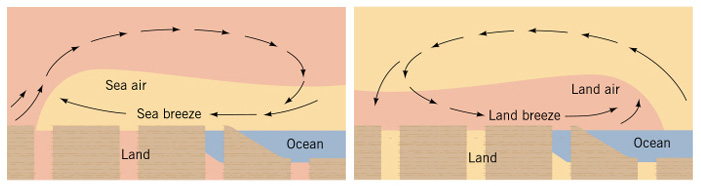 Sea air
Sea breeze
Ocean
Land
Land air
Land breeze
Ocean
Land